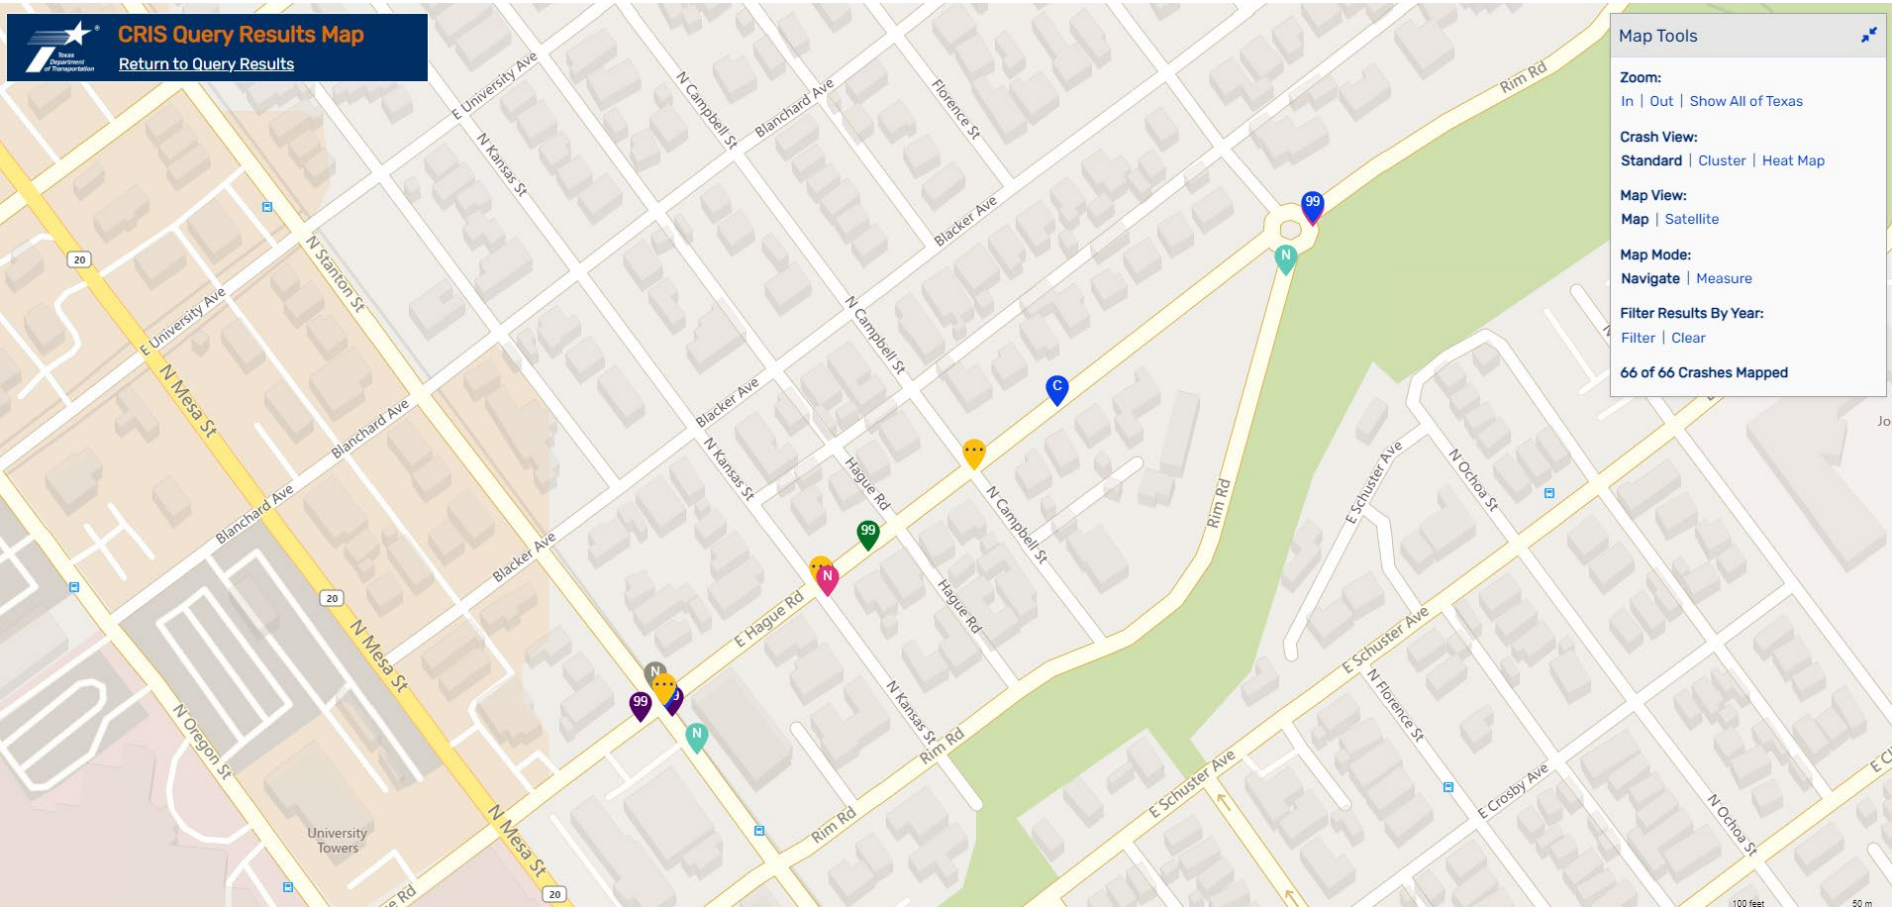 CRIS Query Results Map
Return to Query Results
Texas
Department
of Transportation
®
Map Tools
Zoom:
In | Out | Show All of Texas
Crash View:
Standard | Cluster | Heat Map
Map View:
Map | Satellite
Map Mode:
Navigate | Measure
Filter Results By Year:
Filter | Clear
66 of 66 Crashes Mapped
E University Ave
N Campbell St
Blanchard Ave
Florence St
Rim Rd
N Kansas St
Blacker Ave
99
N
N Stanton St
20
E University Ave
N Mesa St
N Campbell St
Blacker Ave
C
Blanchard Ave
N Kansas St
Hague Rd
...
E Schuster Ave
N Ochoa St
Rim Rd
Jo
Blanchard Ave
N Campbell St
99
Blacker Ave
N
20
E Hague Rd
Hague Rd
N Mesa St
E Schuster Ave
N
...
99
N
N Kansas St
N Florence St
N Oregon St
Rim Rd
E Schuster Ave
E Crosby Ave
N Ochoa St
Rim Rd
University
Towers
N Mesa St
20
100 feet
50 m